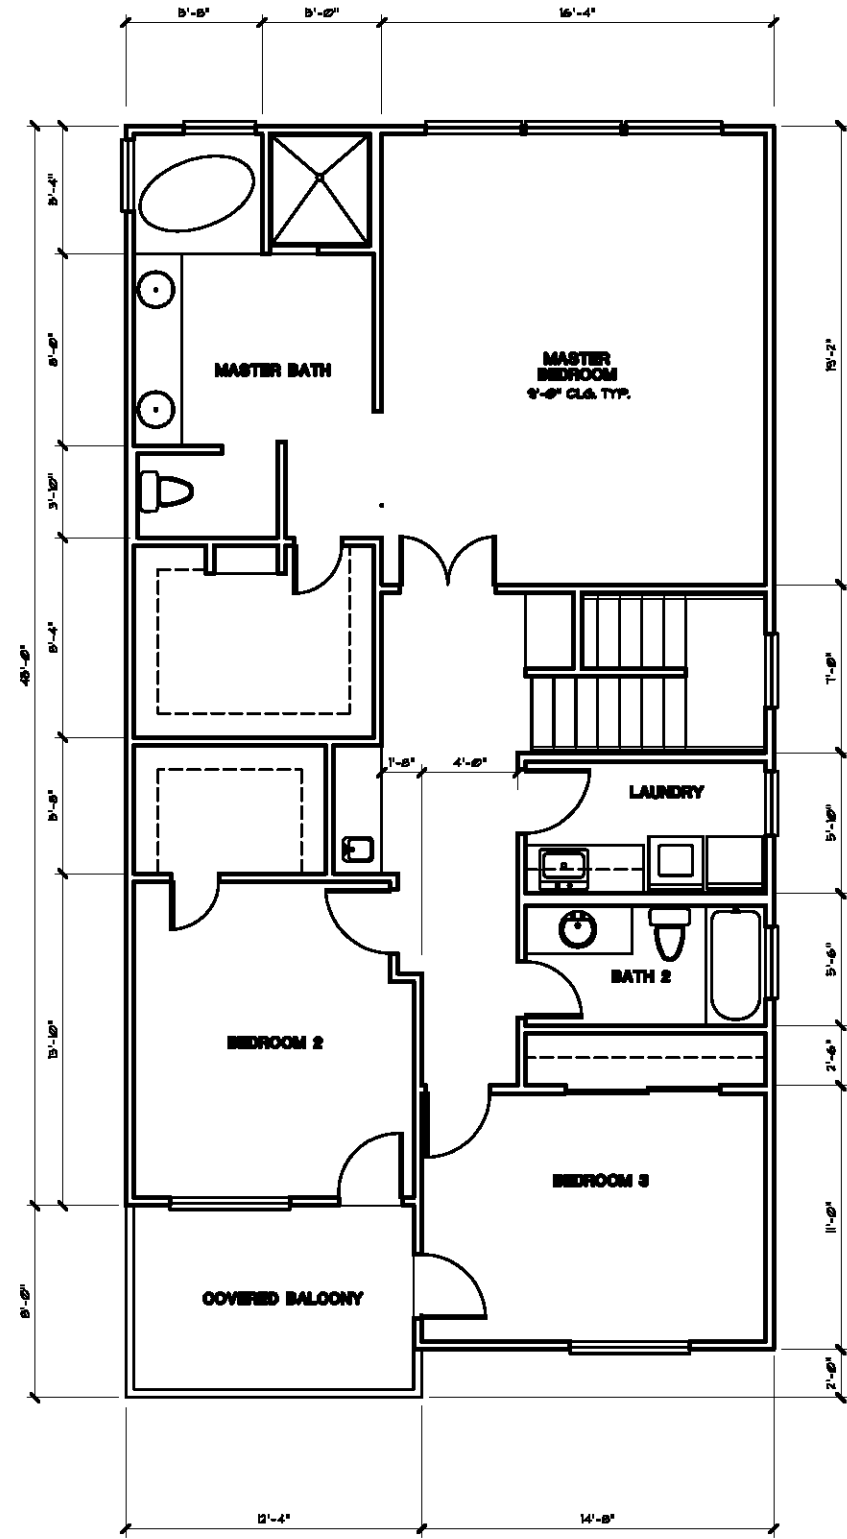 5'-8"
5'-0"
16'-4"
5'-4"
8'-0"
3'-10"
8'-4"
5'-8"
13'-10"
45'-0"
8'-0"
MASTER BATH
MASTER
BEDROOM
9'-0" CLG. TYP.
1'-8"
4'-0"
LAUNDRY
BATH 2
BEDROOM 2
BEDROOM 3
COVERED BALCONY
19'-2"
7'-0"
5'-10"
5'-6"
2'-6"
11'-0"
2'-0"
12'-4"
14'-8"